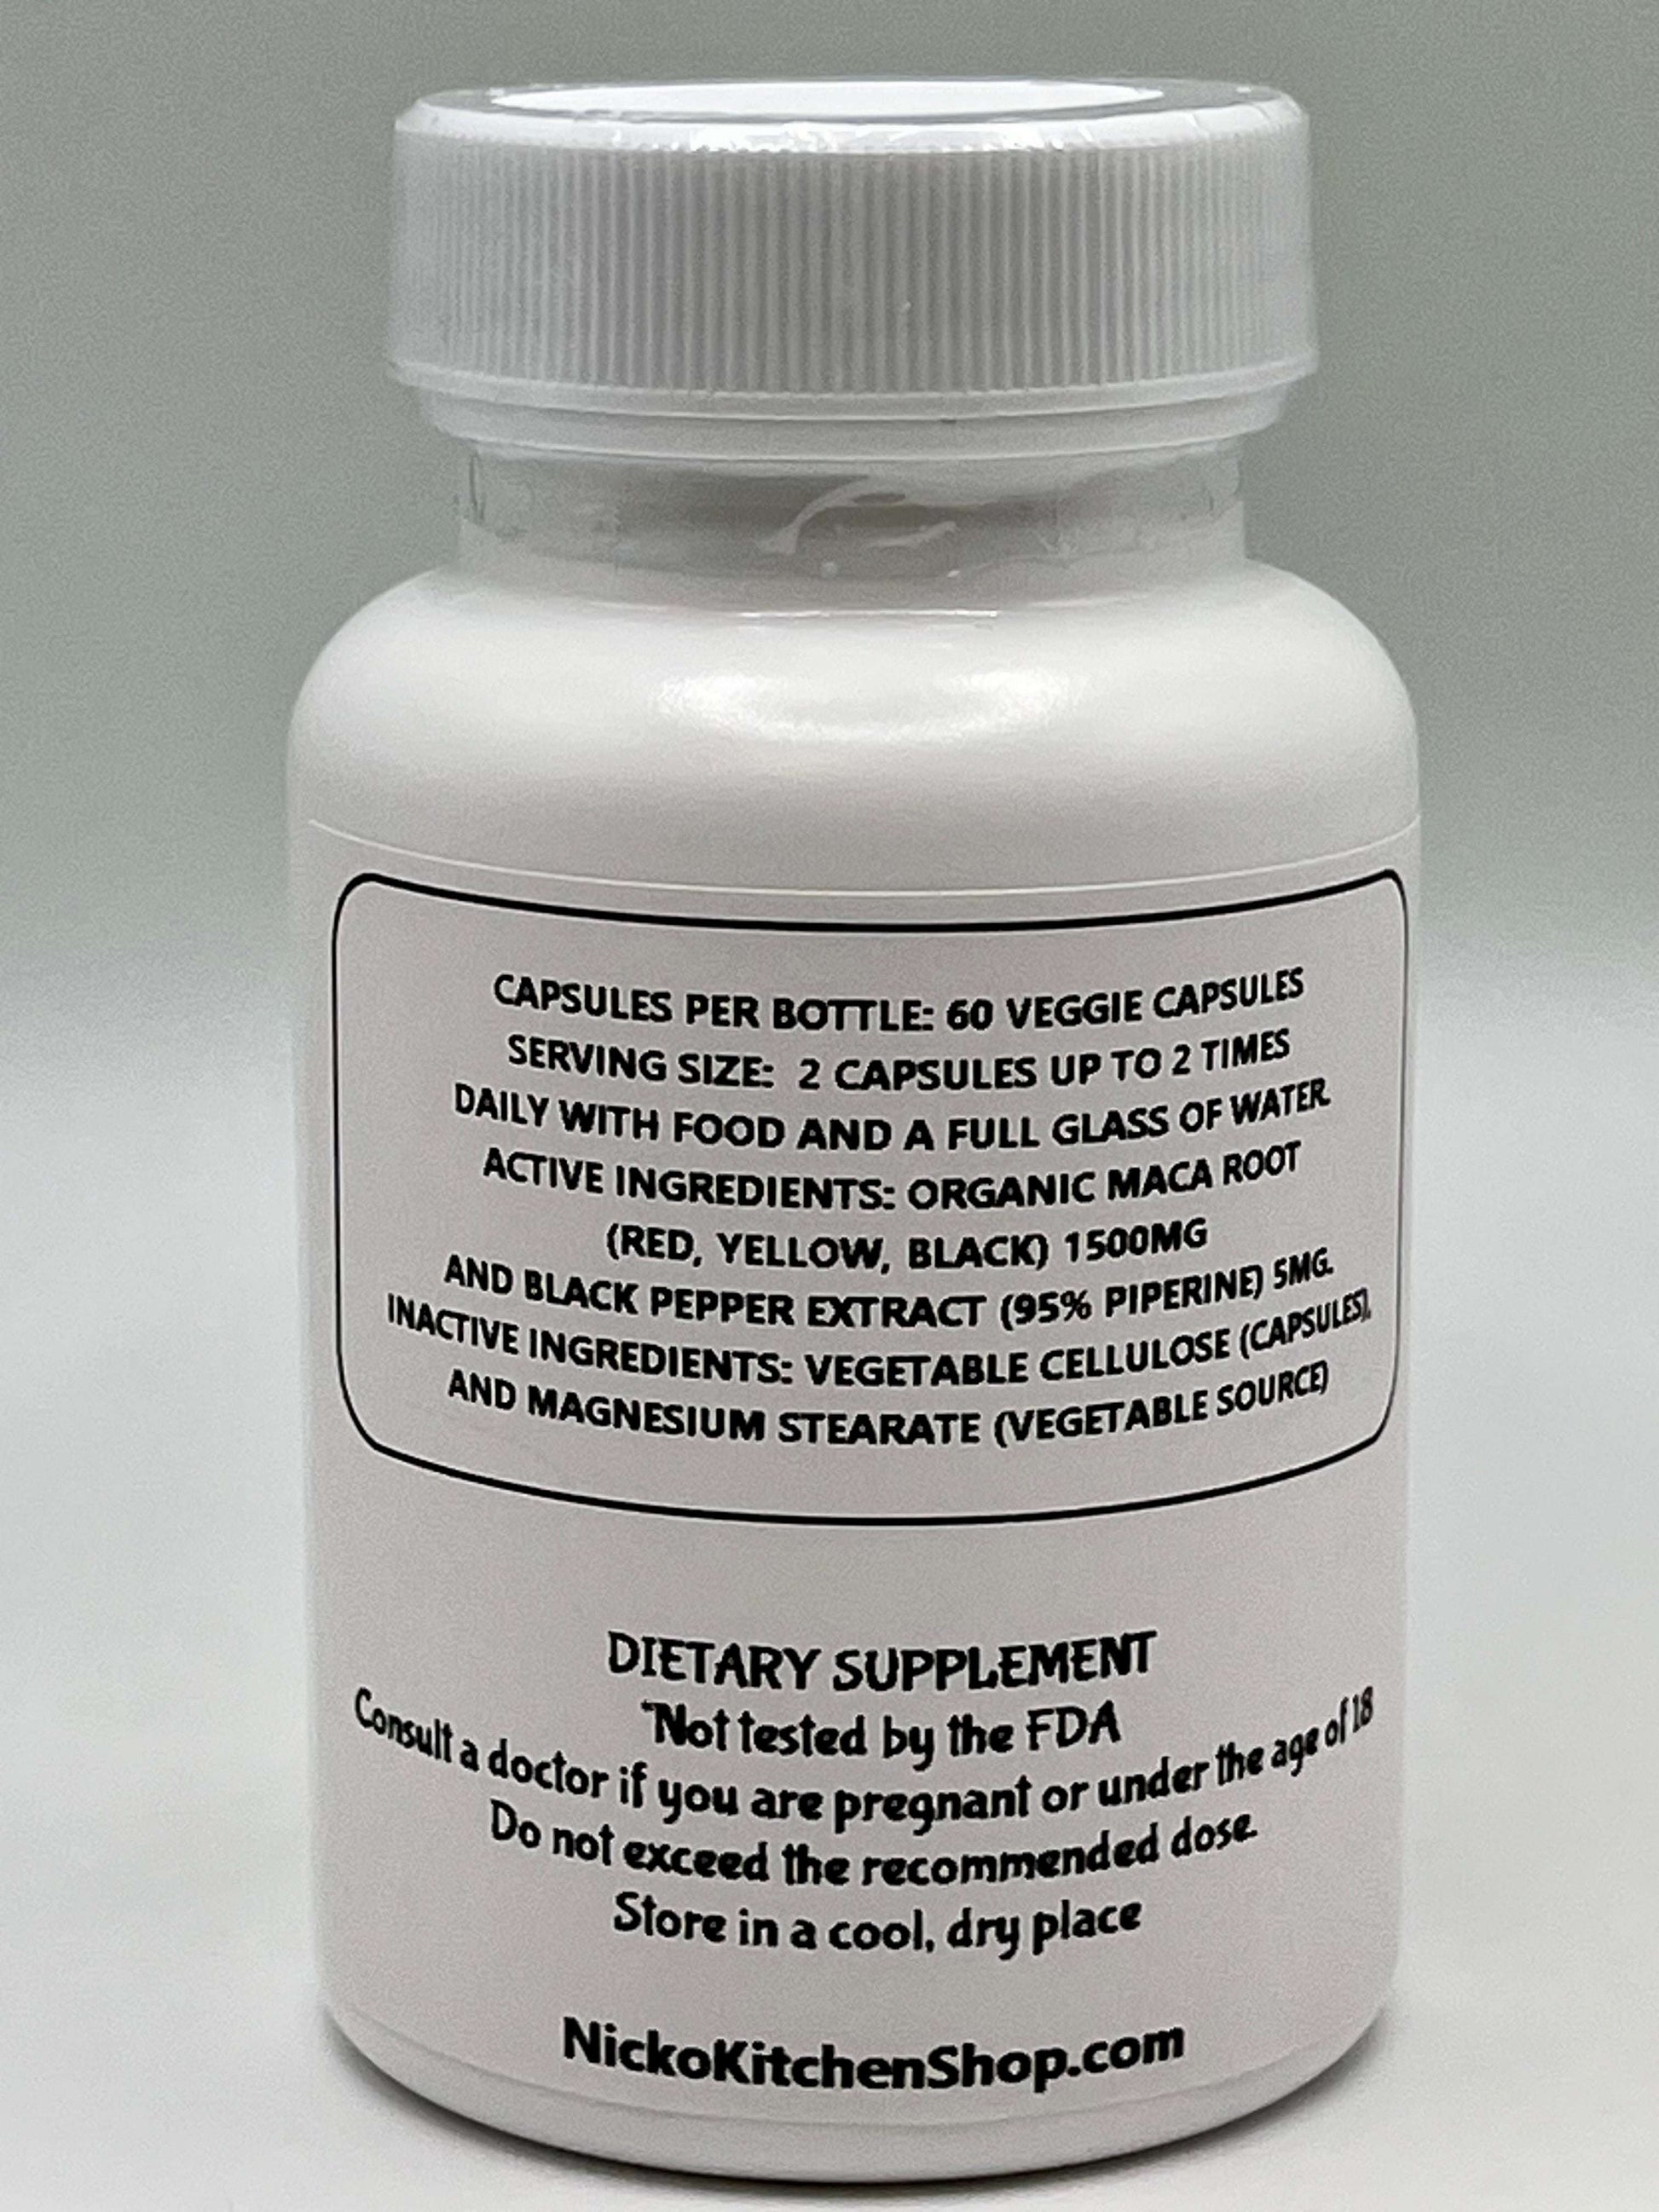 CAPSULES PER BOTTLE: 60 VEGGIE CAPSULES
SERVING SIZE: 2 CAPSULES UP TO 2 TIMES
DAILY WITH FOOD AND A FULL GLASS OF WATER.
ACTIVE INGREDIENTS: ORGANIC MACA ROOT
(RED, YELLOW, BLACK) 1500MG
AND BLACK PEPPER EXTRACT (95% PIPERINE) 5MG.
INACTIVE INGREDIENTS: VEGETABLE CELLULOSE (CAPSULES),
AND MAGNESIUM STEARATE (VEGETABLE SOURCE)
DIETARY SUPPLEMENT
*Not tested by the FDA
Consult a doctor if you are pregnant or under the age of 18
Do not exceed the recommended dose.
Store in a cool, dry place
NickoKitchenShop.com